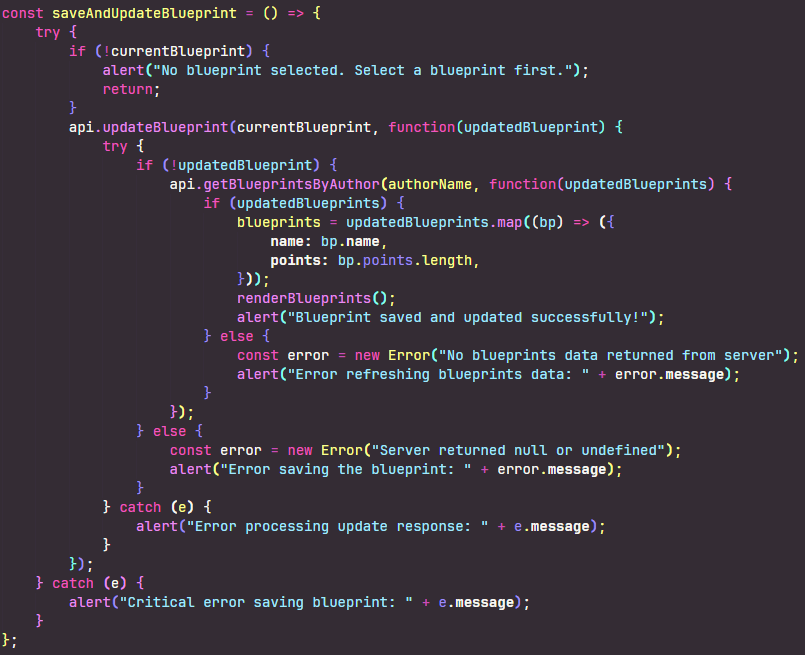 const saveAndUpdateBlueprint = () => {
    try {
        if (!currentBlueprint) {
            alert("No blueprint selected. Select a blueprint first.");
            return;
        }
        api.updateBlueprint(currentBlueprint, function(updatedBlueprint) {
            try {
                if (!updatedBlueprint) {
                    api.getBlueprintsByAuthor(authorName, function(updatedBlueprints) {
                        if (updatedBlueprints) {
                            blueprints = updatedBlueprints.map((bp) => ({
                                name: bp.name,
                                points: bp.points.length,
                            }));
                            renderBlueprints();
                            alert("Blueprint saved and updated successfully!");
                        } else {
                            const error = new Error("No blueprints data returned from server");
                            alert("Error refreshing blueprints data: " + error.message);
                        }
                    });
                } else {
                    const error = new Error("Server returned null or undefined");
                    alert("Error saving the blueprint: " + error.message);
                }
            } catch (e) {
                alert("Error processing update response: " + e.message);
            }
        });
    } catch (e) {
        alert("Critical error saving blueprint: " + e.message);
    }
};